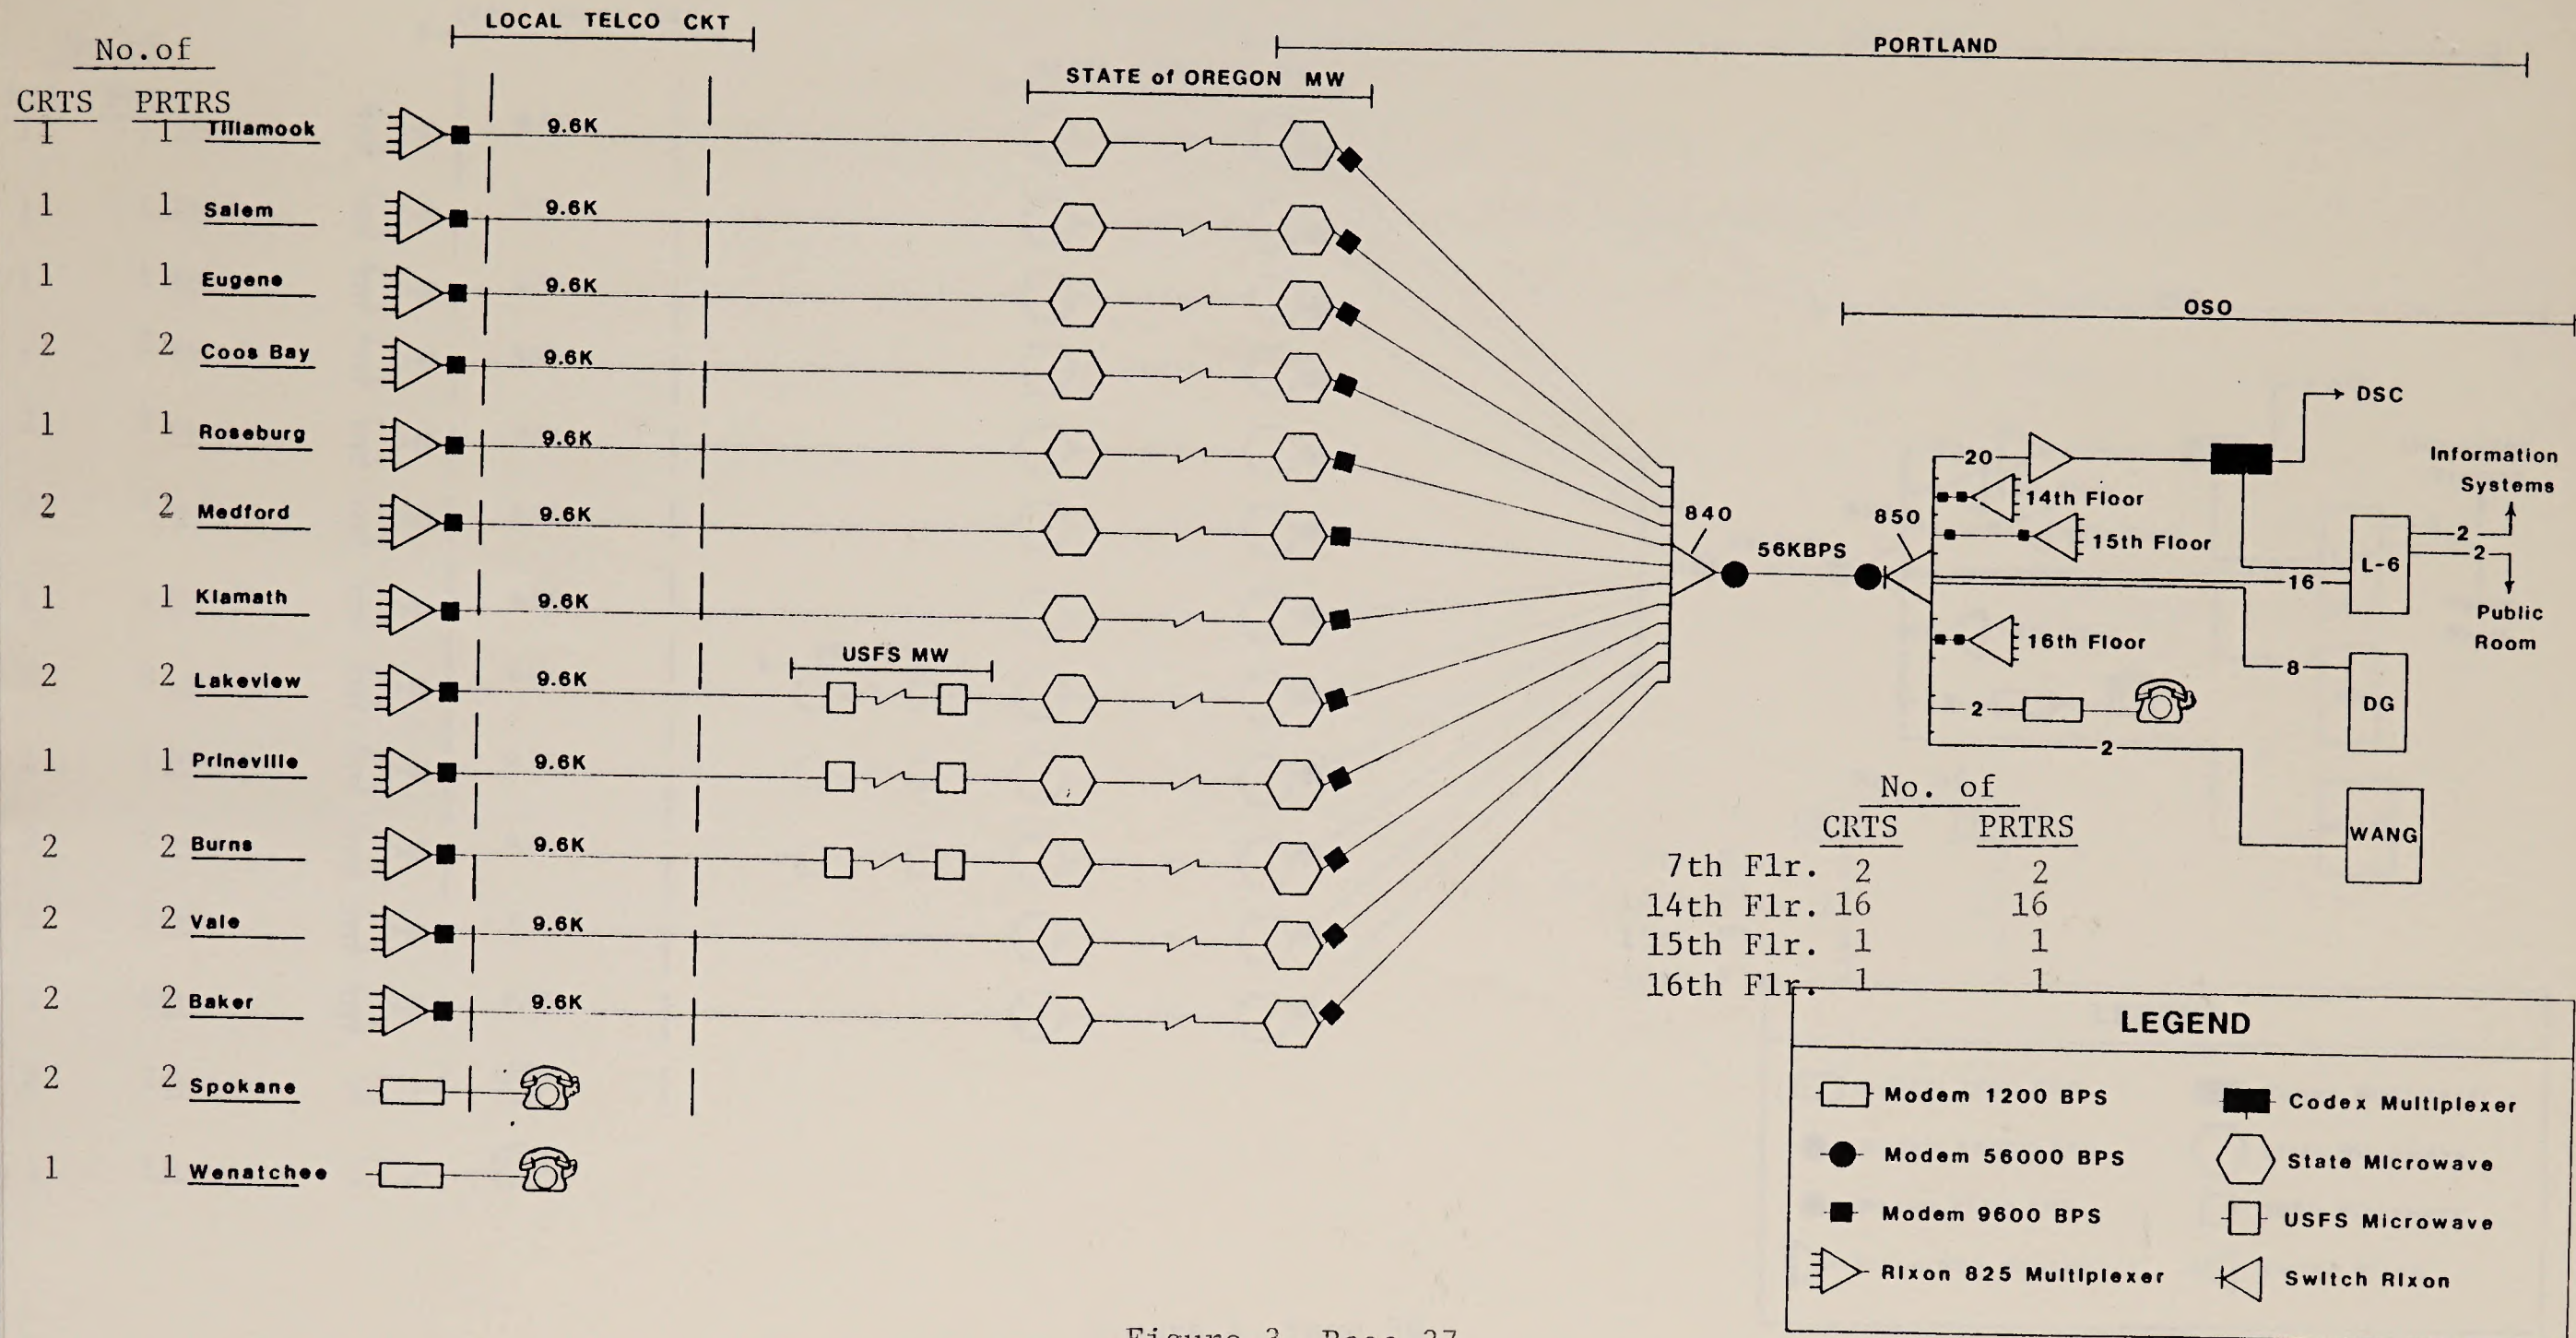 LOCAL TELCO CKT
PORTLAND
No.of
STATE of OREGON MW
CRTS PRTRS
1 1 Tillamook 9.6K
1 1 Salem 9.6K
1 1 Eugene 9.6K
2 2 Coos Bay 9.6K
1 1 Roseburg 9.6K
2 2 Medford 9.6K
1 1 Klamath 9.6K
USFS MW
2 2 Lakeview 9.6K
1 1 Prineville 9.6K
2 2 Burns 9.6K
2 2 Vale 9.6K
2 2 Baker 9.6K
2 2 Spokane
1 1 Wenatchee
OSO
DSC
20
Information
Systems
14th Floor
840
850
56KBPS
15th Floor
2
2
L-6
16
Public
Room
16th Floor
8
2
DG
2
WANG
No. of
CRTS PRTRS
7th Flr. 2 2
14th Flr. 16 16
15th Flr. 1 1
16th Flr. 1 1
LEGEND
Modem 1200 BPS
Codex Multiplexer
Modem 56000 BPS
State Microwave
Modem 9600 BPS
USFS Microwave
Rixon 825 Multiplexer
Switch Rixon
Figure 3 Page 27